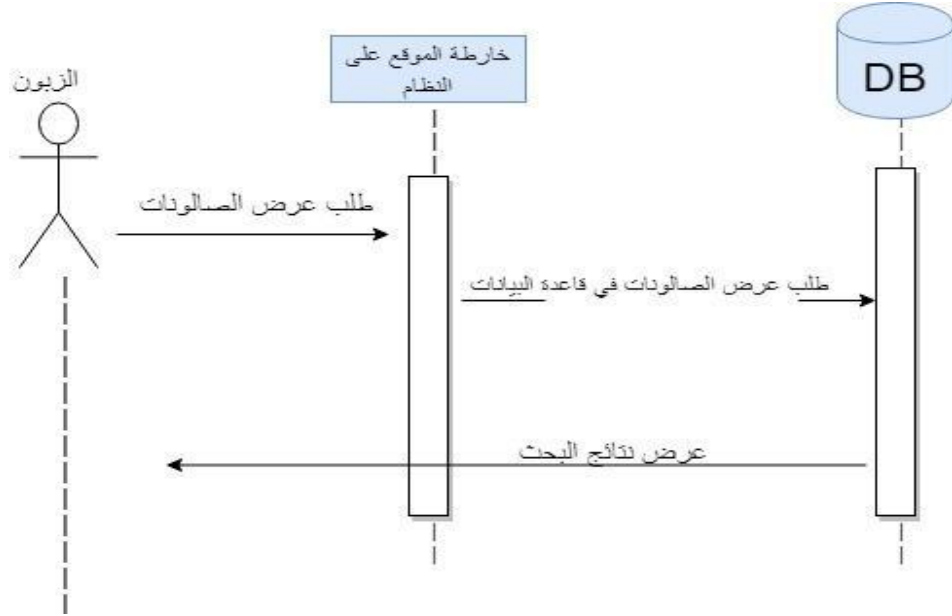 الزبون
خارطة الموقع على
النظام
DB
طلب عرض الصالونات
طلب عرض الصالونات في قاعدة البيانات
عرض نتائج البحث